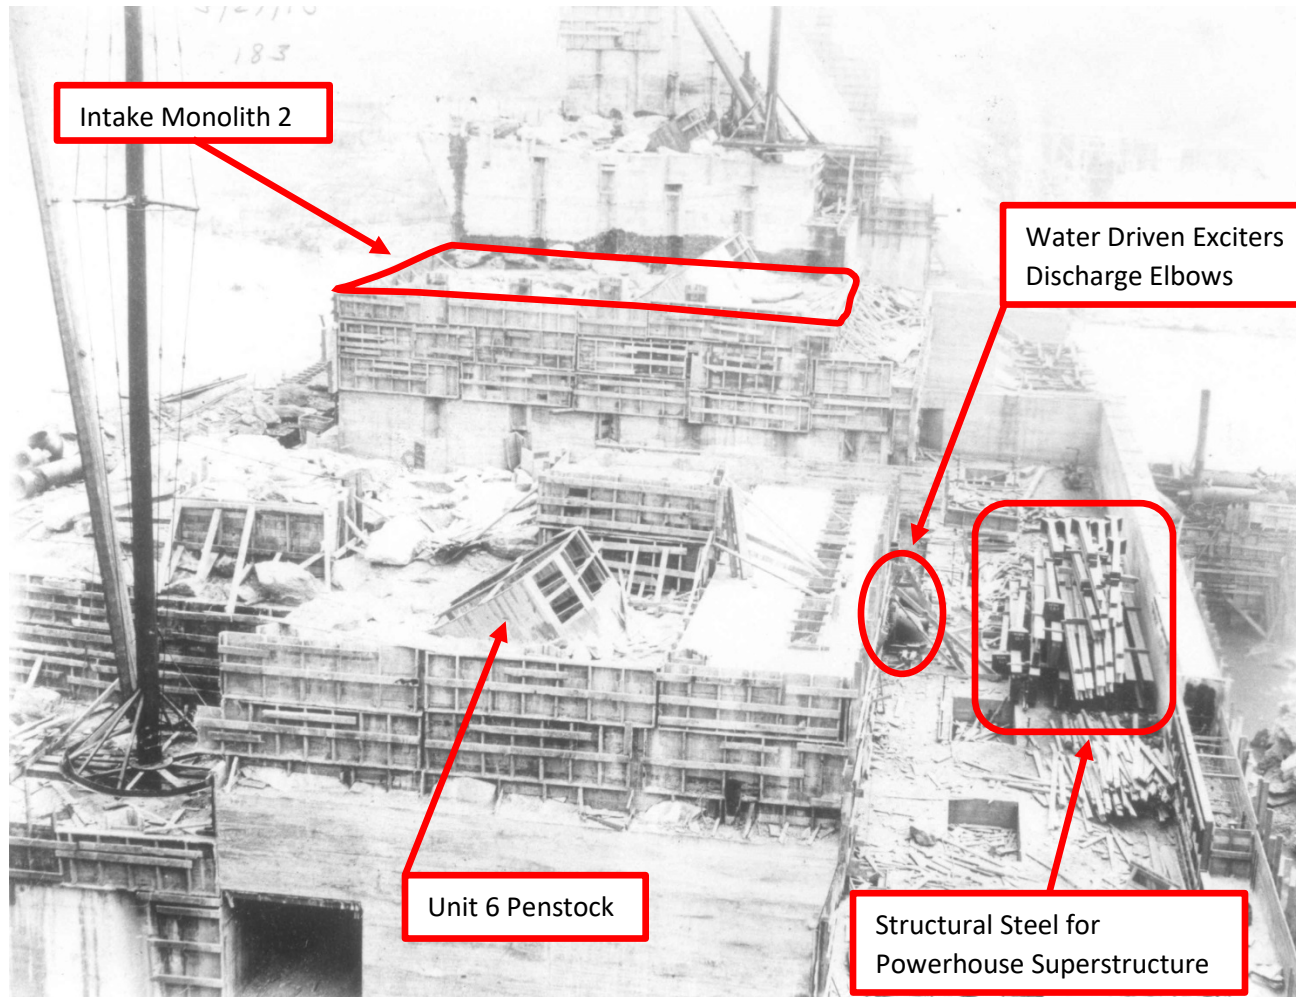 183
Intake Monolith 2
Water Driven Exciters
Discharge Elbows
Unit 6 Penstock
Structural Steel for
Powerhouse Superstructure